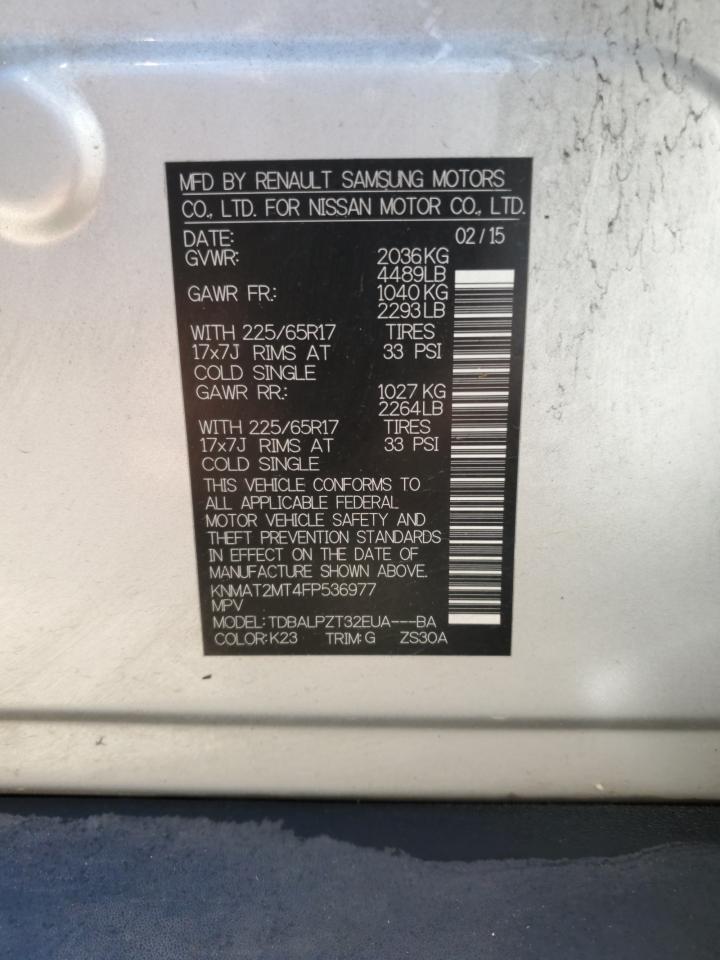 MFD BY RENAULT SAMSUNG MOTORS
CO., LTD. FOR NISSAN MOTOR CO., LTD.
DATE: 02/15
GVWR: 2036KG
4489LB
GAWR FR.: 1040KG
2293LB
WITH 225/65R17 TIRES
17x7J RIMS AT 33 PSI
COLD SINGLE
GAWR RR.: 1027KG
2264LB
WITH 225/65R17 TIRES
17x7J RIMS AT 33 PSI
COLD SINGLE
THIS VEHICLE CONFORMS TO
ALL APPLICABLE FEDERAL
MOTOR VEHICLE SAFETY AND
THEFT PREVENTION STANDARDS
IN EFFECT ON THE DATE OF
MANUFACTURE SHOWN ABOVE.
KNMAT2MT4FP536977
MPV
MODEL: TDBALPZT32EUA---BA
COLOR: K23 TRIM: G ZS30A